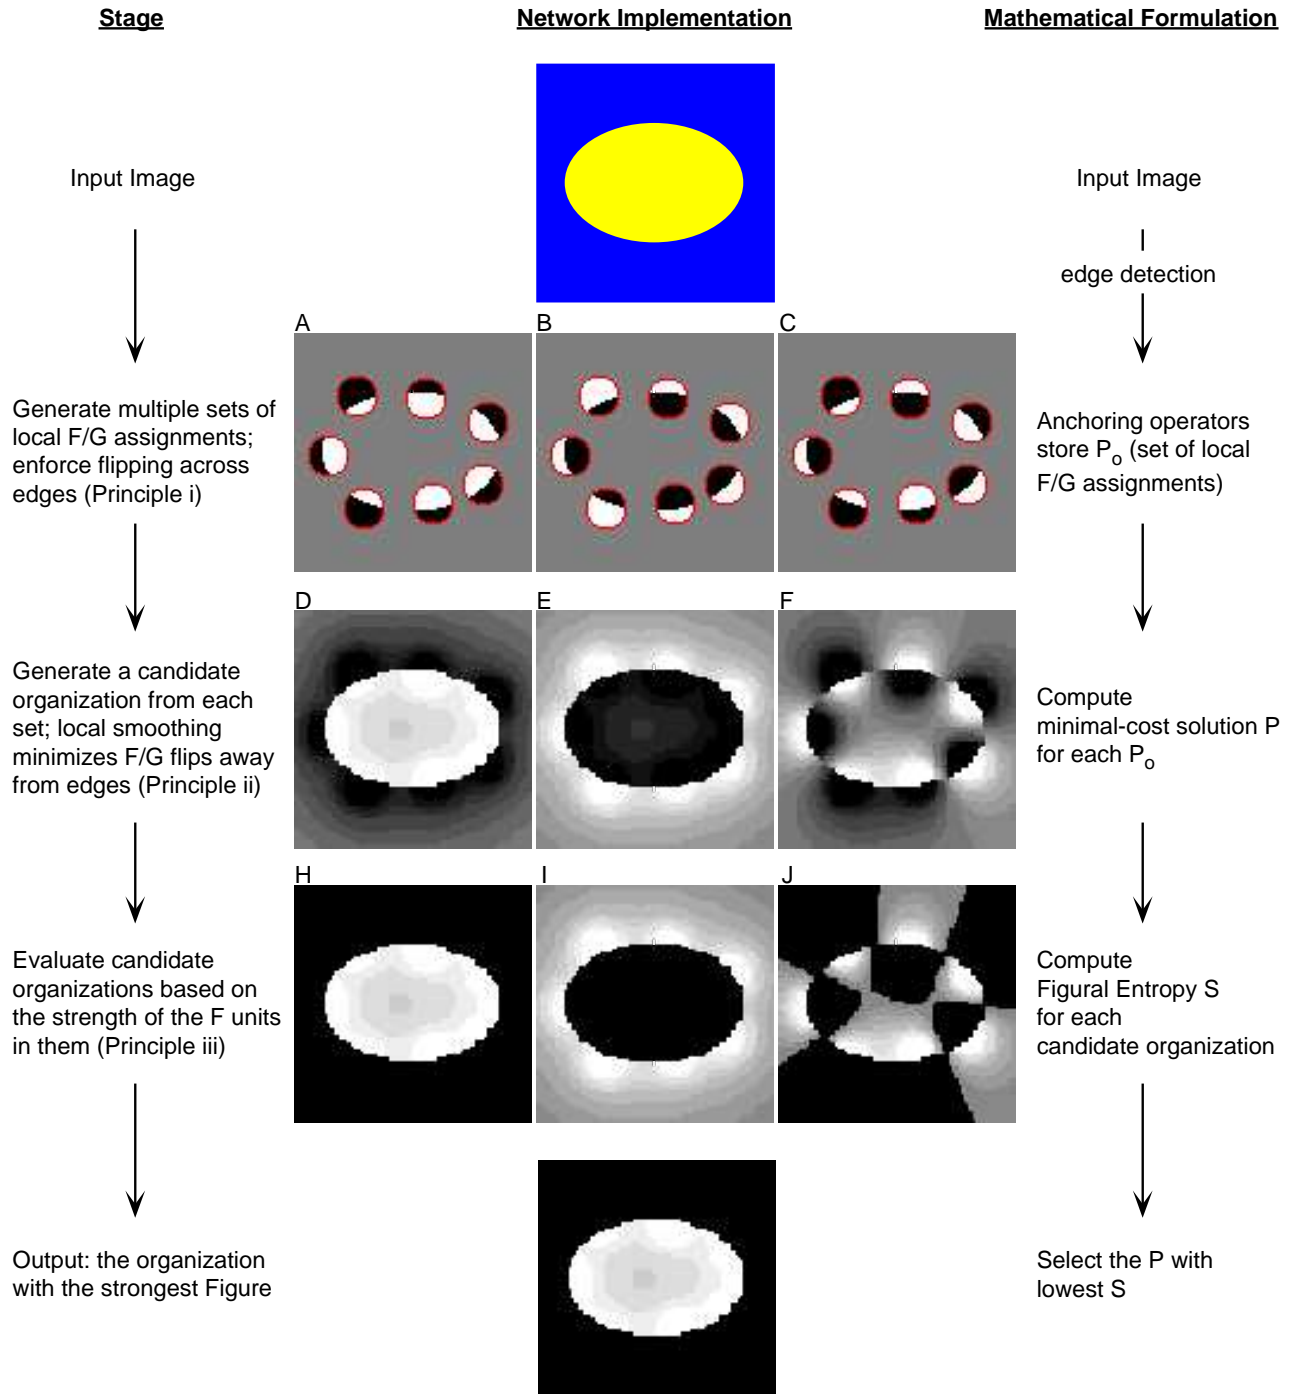 Stage
Network Implementation
Mathematical Formulation
Input Image
Input Image
edge detection
A
B
C
Generate multiple sets of
local F/G assignments;
enforce flipping across
edges (Principle i)
Anchoring operators
store Po (set of local
F/G assignments)
D
E
F
Generate a candidate
organization from each
set; local smoothing
minimizes F/G flips away
from edges (Principle ii)
Compute
minimal-cost solution P
for each Po
H
I
J
Evaluate candidate
organizations based on
the strength of the F units
in them (Principle iii)
Compute
Figural Entropy S
for each
candidate organization
Output: the organization
with the strongest Figure
Select the P with
lowest S